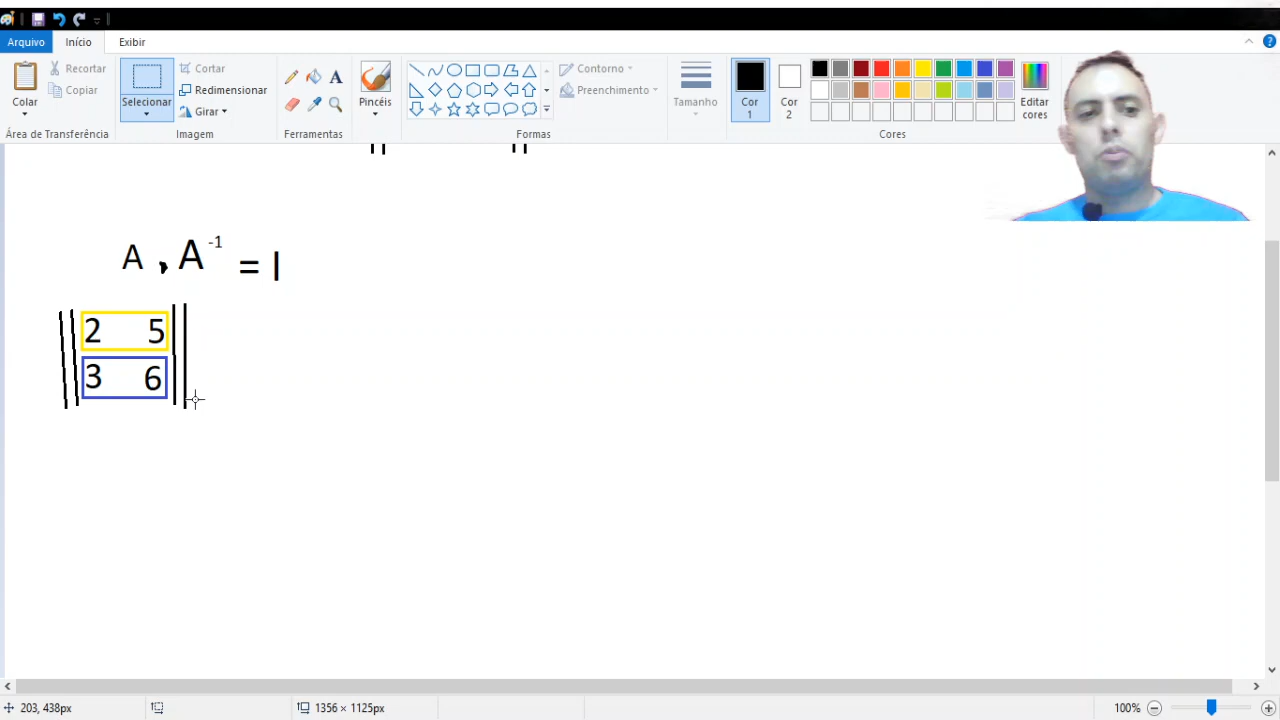 Arquivo Início Exibir
Colar Recortar Copiar
Área de Transferência
Selecionar Cortar Redimensionar Girar
Imagem
A
Ferramentas
Pincéis
Formas
Contorno Preenchimento
Tamanho
Cor 1
Cor 2
Editar cores
Cores
A . A -1 = I
2 5
3 6
203, 438px
1356 × 1125px
100%